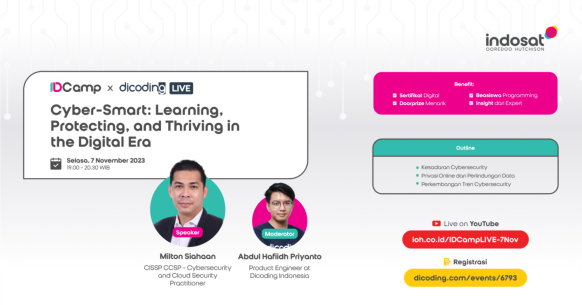 indosat
OOREDOO HUTCHISON
IDCamp x dicoding LIVE
Cyber-Smart: Learning,
Protecting, and Thriving in
the Digital Era
Selasa, 7 November 2023
19.00 - 20.30 WIB
Speaker
Milton Siahaan
CISSP CCSP - Cybersecurity
and Cloud Security
Practitioner
dicoding
Moderator
Abdul Hafiidh Priyanto
Product Engineer at
Dicoding Indonesia
Benefit:
Sertifikat Digital
Doorprize Menarik
Beasiswa Programming
Insight dari Expert
Outline
Kesadaran Cybersecurity
Privasi Online dan Perlindungan Data
Perkembangan Tren Cybersecurity
Live on YouTube
ioh.co.id/IDCampLIVE-7Nov
Registrasi
dicoding.com/events/6793